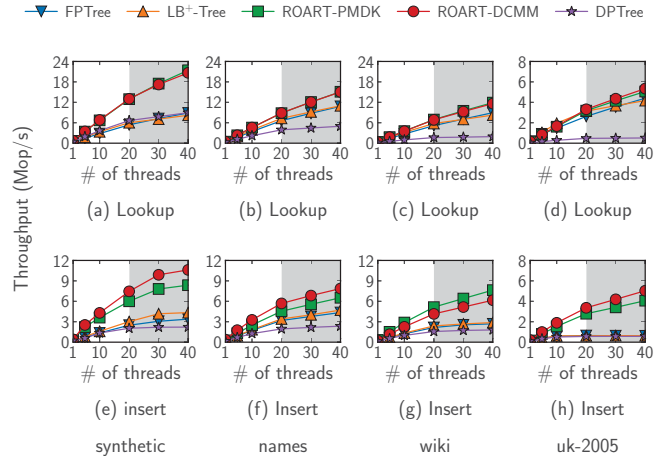 FPTree LB⁺-Tree ROART-PMDK ROART-DCMM DPTree
Throughput (Mop/s)
24 24 24 8
18 18 18 6
12 12 12 4
6 6 6 2
0 0 0 0
1 10 20 30 40 1 10 20 30 40 1 10 20 30 40 1 10 20 30 40
# of threads # of threads # of threads # of threads
(a) Lookup (b) Lookup (c) Lookup (d) Lookup
12 12 12 8
9 9 9 6
6 6 6 4
3 3 3 2
0 0 0 0
1 10 20 30 40 1 10 20 30 40 1 10 20 30 40 1 10 20 30 40
# of threads # of threads # of threads # of threads
(e) insert (f) Insert (g) Insert (h) Insert
synthetic names wiki uk-2005